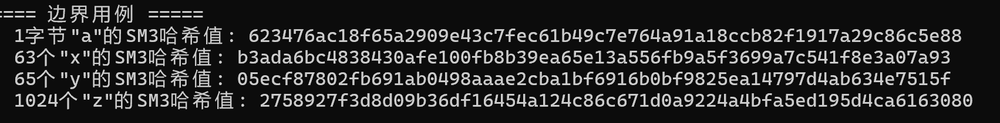 ==== 边界用例 =====
1字节"a"的SM3哈希值: 623476ac18f65a2909e43c7fec61b49c7e764a91a18ccb82f1917a29c86c5e88
63个"x"的SM3哈希值: b3ada6bc4838430afe100fb8b39ea65e13a556fb9a5f3699a7c541f8e3a07a93
65个"y"的SM3哈希值: 05ecf87802fb691ab0498aaae2cba1bf6916b0bf9825ea14797d4ab634e7515f
1024个"z"的SM3哈希值: 2758927f3d8d09b36df16454a124c86c671d0a9224a4bfa5ed195d4ca6163080